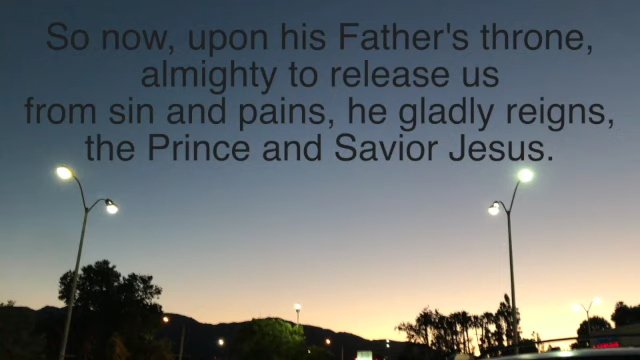 So now, upon his Father's throne,
almighty to release us
from sin and pains, he gladly reigns,
the Prince and Savior Jesus.